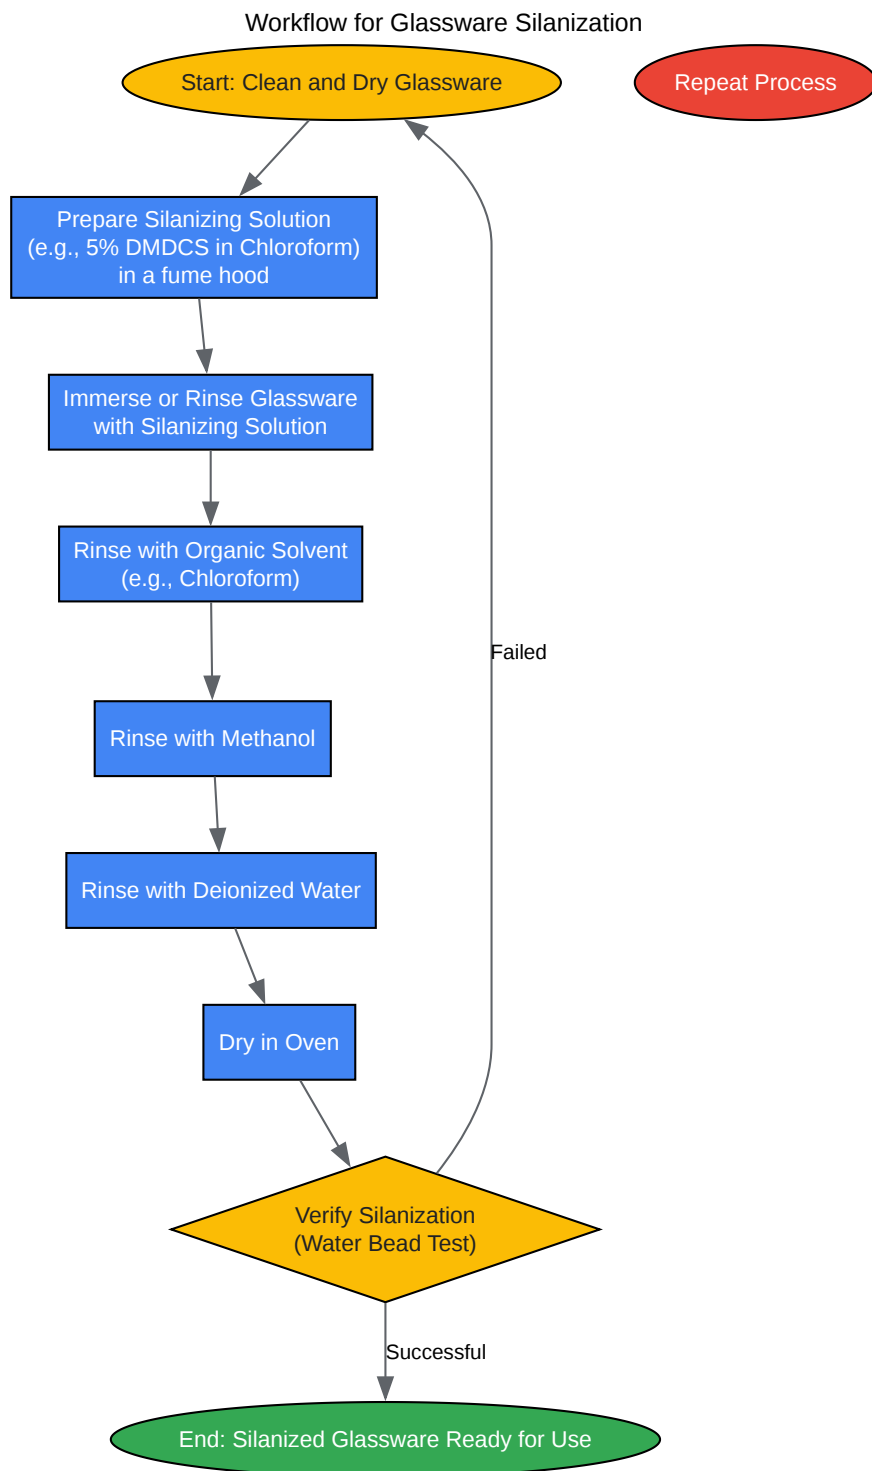 Workflow for Glassware Silanization
Start: Clean and Dry Glassware
Repeat Process
Prepare Silanizing Solution
(e.g., 5% DMDCS in Chloroform)
in a fume hood
Immerse or Rinse Glassware
with Silanizing Solution
Rinse with Organic Solvent
(e.g., Chloroform)
Failed
Rinse with Methanol
Rinse with Deionized Water
Dry in Oven
Verify Silanization
(Water Bead Test)
Successful
End: Silanized Glassware Ready for Use